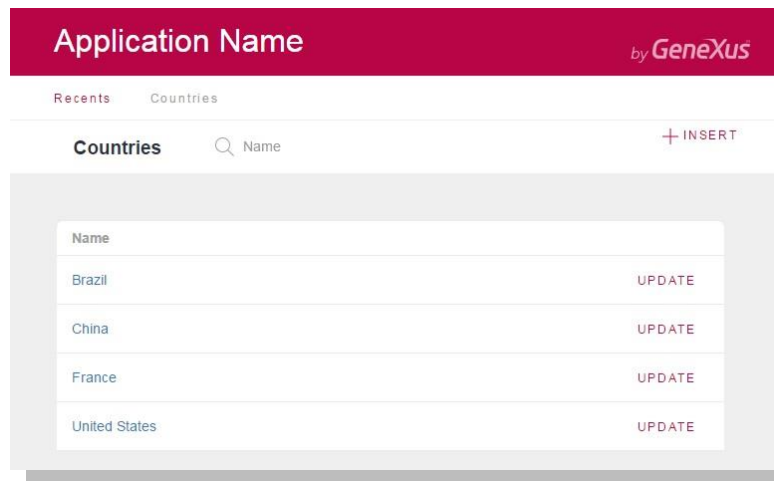 Application Name
by GeneXus
Recents Countries
Countries Name INSERT
Name
Brazil UPDATE
China UPDATE
France UPDATE
United States UPDATE